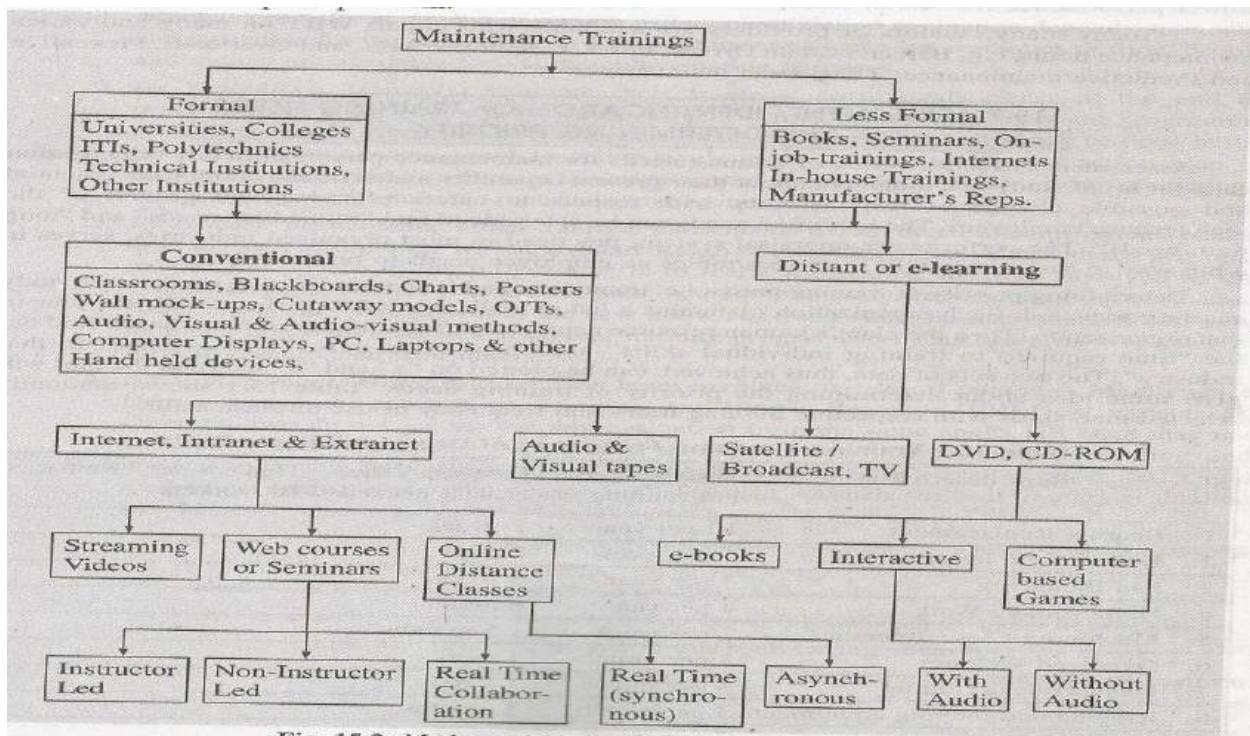 Maintenance Trainings
Formal
Universities, Colleges
ITIs, Polytechnics
Technical Institutions,
Other Institutions
Less Formal
Books, Seminars, On-
job-trainings, Internets
In-house Trainings,
Manufacturer's Reps.
Conventional
Classrooms, Blackboards, Charts, Posters
Wall mock-ups, Cutaway models, OJTs,
Audio, Visual & Audio-visual methods,
Computer Displays, PC, Laptops & other
Hand held devices,
Distant or e-learning
Internet, Intranet & Extranet
Audio &
Visual tapes
Satellite /
Broadcast, TV
DVD, CD-ROM
Streaming
Videos
Web courses
or Seminars
Online
Distance
Classes
e-books
Interactive
Computer
based
Games
Instructor
Led
Non-Instructor
Led
Real Time
Collabor-
ation
Real Time
(synchro-
nous)
Asynch-
ronous
With
Audio
Without
Audio